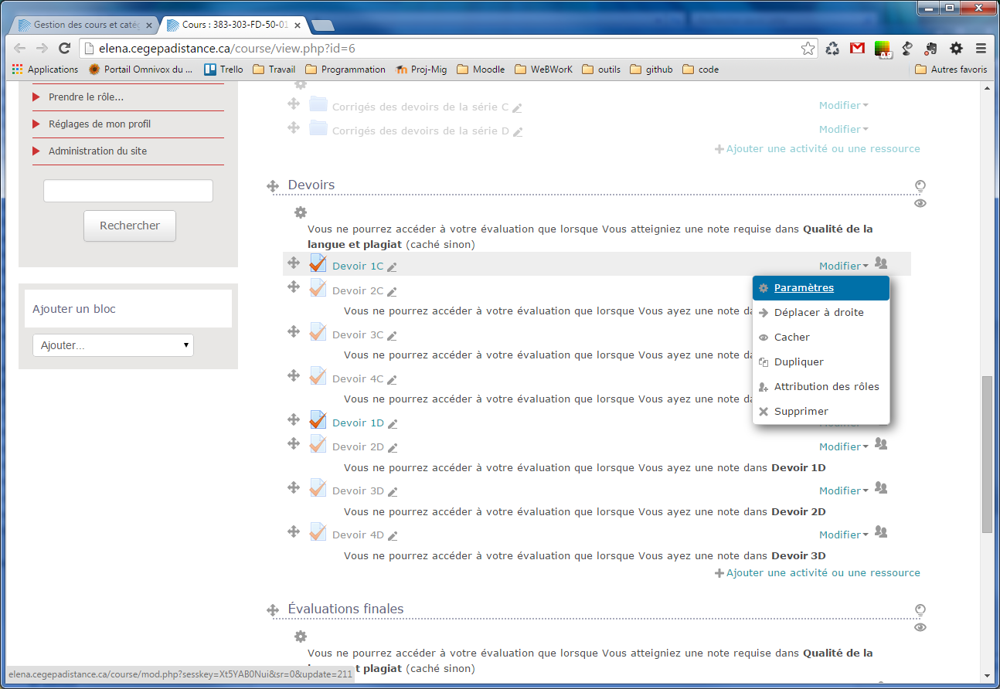 Gestion des cours et caté
Cours : 383-303-FD-50-01
elena.cegepadistance.ca/course/view.php?id=6
Applications
Portail Omnivox du ...
Trello
Travail
Programmation
Proj-Mig
Moodle
WeBWorK
outils
github
code
Autres favoris
Prendre le rôle...
Réglages de mon profil
Administration du site
Rechercher
Ajouter un bloc
Ajouter...
Corrigés des devoirs de la série C
Modifier
Corrigés des devoirs de la série D
Modifier
Ajouter une activité ou une ressource
Devoirs
Vous ne pourrez accéder à votre évaluation que lorsque Vous atteigniez une note requise dans Qualité de la
langue et plagiat (caché sinon)
Devoir 1C
Modifier
Paramètres
Déplacer à droite
Cacher
Dupliquer
Attribution des rôles
Supprimer
Devoir 2C
Vous ne pourrez accéder à votre évaluation que lorsque Vous ayez une note da
Devoir 3C
Vous ne pourrez accéder à votre évaluation que lorsque Vous ayez une note da
Devoir 4C
Vous ne pourrez accéder à votre évaluation que lorsque Vous ayez une note da
Devoir 1D
Devoir 2D
Modifier
Vous ne pourrez accéder à votre évaluation que lorsque Vous ayez une note dans Devoir 1D
Devoir 3D
Modifier
Vous ne pourrez accéder à votre évaluation que lorsque Vous ayez une note dans Devoir 2D
Devoir 4D
Modifier
Vous ne pourrez accéder à votre évaluation que lorsque Vous ayez une note dans Devoir 3D
Ajouter une activité ou une ressource
Évaluations finales
Vous ne pourrez accéder à votre évaluation que lorsque Vous atteigniez une note requise dans Qualité de la
et plagiat (caché sinon)
elena.cegepadistance.ca/course/mod.php?sesskey=Xt5YAB0Nui&sr=0&update=211